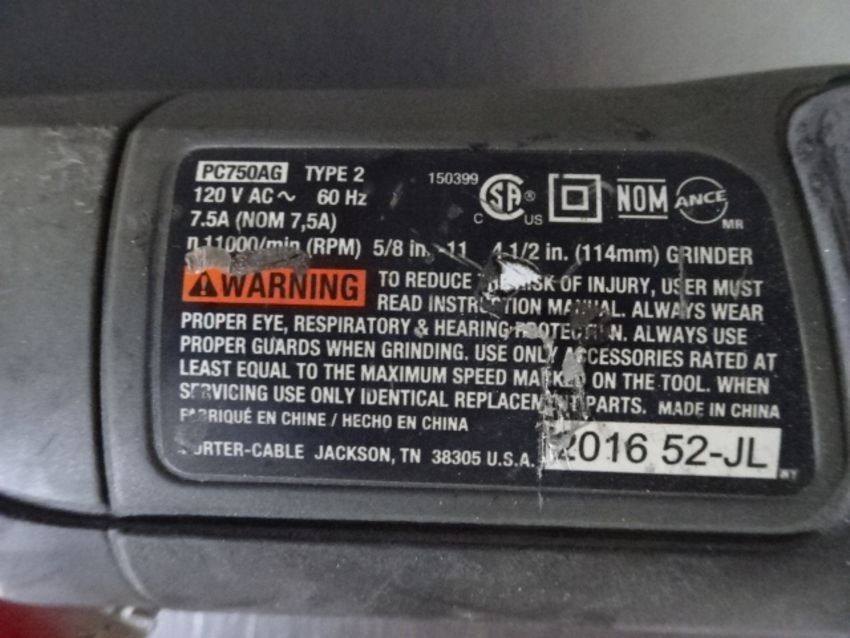 PC750AG TYPE 2
120 V AC ~ 60 Hz
7.5A (NOM 7,5A)
150399 C SA ® US NOM ANCE MR
n 11000/min (RPM) 5/8 in. -11 4 1/2 in. (114mm) GRINDER
WARNING
TO REDUCE THE RISK OF INJURY, USER MUST
READ INSTRUCTION MANUAL. ALWAYS WEAR
PROPER EYE, RESPIRATORY & HEARING PROTECTION. ALWAYS USE
PROPER GUARDS WHEN GRINDING. USE ONLY ACCESSORIES RATED AT
LEAST EQUAL TO THE MAXIMUM SPEED MARKED ON THE TOOL. WHEN
SERVICING USE ONLY IDENTICAL REPLACEMENT PARTS. MADE IN CHINA
FABRIQUÉ EN CHINE / HECHO EN CHINA
PORTER-CABLE JACKSON, TN 38305 U.S.A.
2016 52-JL